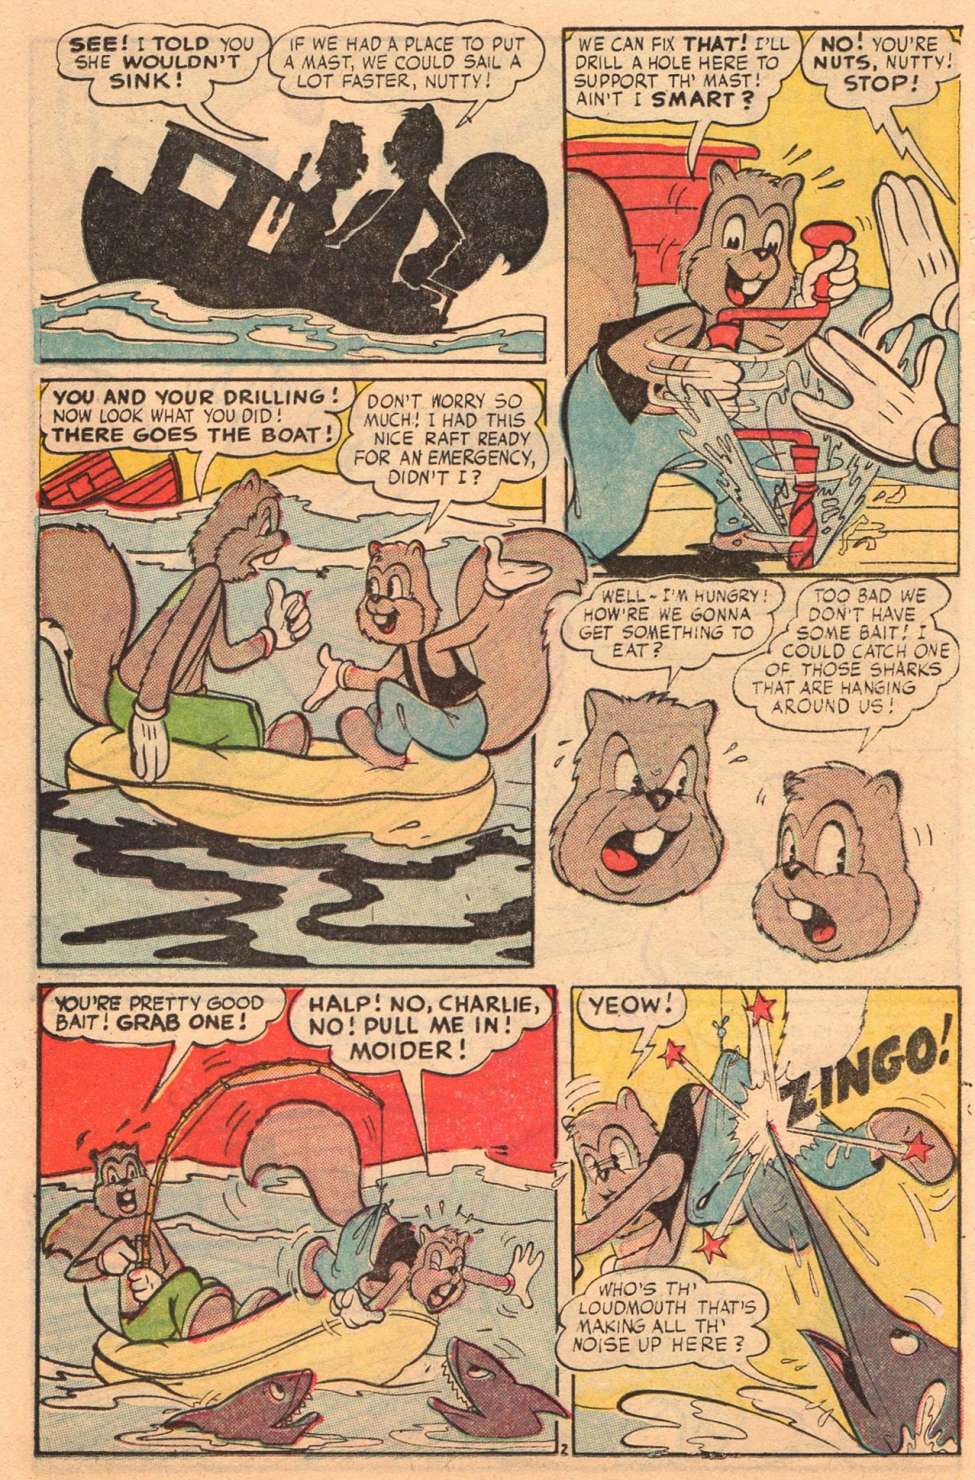 SEE! I TOLD YOU
SHE WOULDN'T
SINK!
IF WE HAD A PLACE TO PUT
A MAST, WE COULD SAIL A
LOT FASTER, NUTTY!
WE CAN FIX THAT! I'LL
DRILL A HOLE HERE TO
SUPPORT TH' MAST!
AIN'T I SMART?
NO! YOU'RE
NUTS, NUTTY!
STOP!
YOU AND YOUR DRILLING!
NOW LOOK WHAT YOU DID!
THERE GOES THE BOAT!
DON'T WORRY SO
MUCH! I HAD THIS
NICE RAFT READY
FOR AN EMERGENCY,
DIDN'T I?
WELL- I'M HUNGRY!
HOW'RE WE GONNA
GET SOMETHING TO
EAT?
TOO BAD WE
DON'T HAVE
SOME BAIT! I
COULD CATCH ONE
OF THOSE SHARKS
THAT ARE HANGING
AROUND US!
YOU'RE PRETTY GOOD
BAIT! GRAB ONE!
HALP! NO, CHARLIE,
NO! PULL ME IN!
MOIDER!
YEOW!
ZINGO!
WHO'S TH'
LOUDMOUTH THAT'S
MAKING ALL TH'
NOISE UP HERE?
2